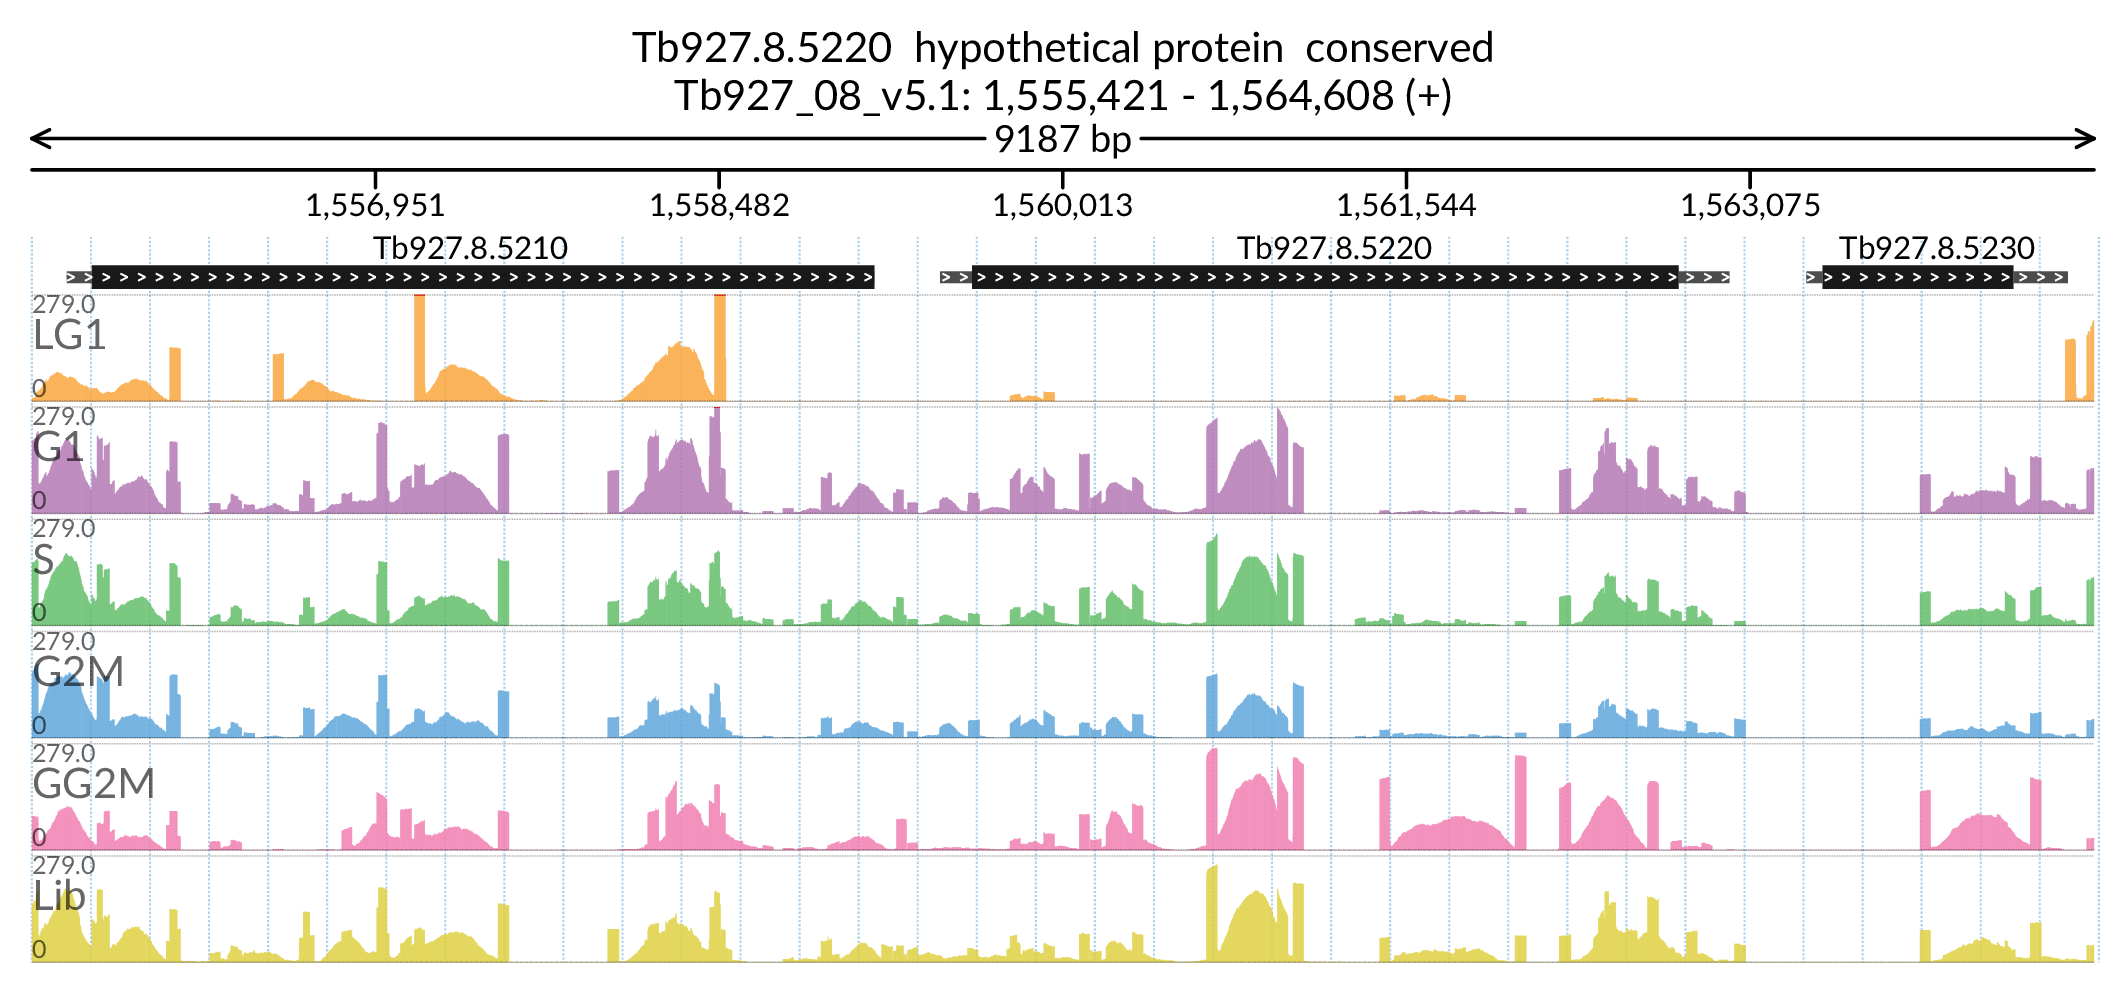 Tb927.8.5220  hypothetical protein  conserved
Tb927_08_v5.1: 1,555,421 - 1,564,608 (+)
9187 bp
1,556,951 1,558,482 1,560,013 1,561,544 1,563,075
Tb927.8.5210 Tb927.8.5220 Tb927.8.5230
279.0
LG1
0
279.0
G1
0
279.0
S
0
279.0
G2M
0
279.0
GG2M
0
279.0
Lib
0